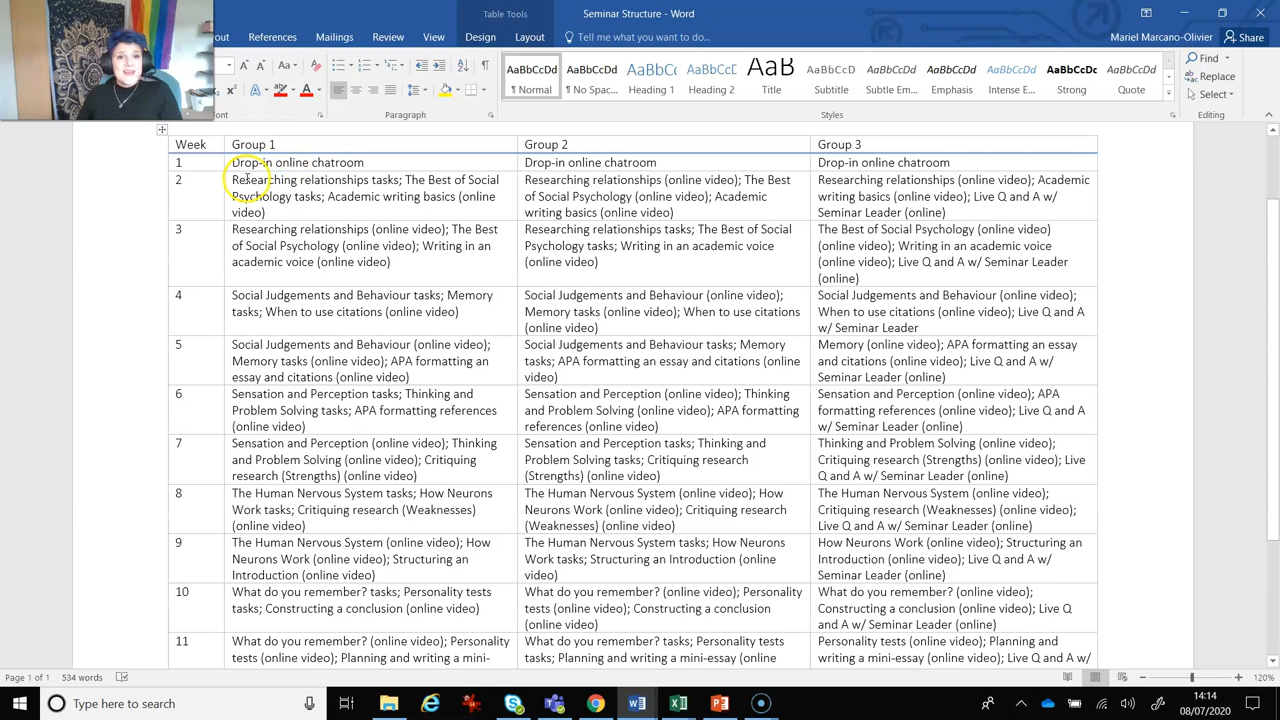 Table Tools
Seminar Structure - Word
out
References
Mailings
Review
View
Design
Layout
Tell me what you want to do...
Mariel Marcano-Olivier
Share
AaBbCcDd
AaBbCcDd
AaBbCcD
AaBbCcD
AaB
AaBbCcD
AaBbCcDd
AaBbCcDd
AaBbCcDd
AaBbCcDd
AaBbCcDd
¶ Normal
¶ No Spac...
Heading 1
Heading 2
Title
Subtitle
Subtle Em...
Emphasis
Intense E...
Strong
Quote
Find
Replace
Select
ont
Paragraph
Styles
Editing
Week
Group 1
Group 2
Group 3
1
Drop-in online chatroom
Drop-in online chatroom
Drop-in online chatroom
2
Researching relationships tasks; The Best of Social
Psychology tasks; Academic writing basics (online
video)
Researching relationships (online video); The Best
of Social Psychology (online video); Academic
writing basics (online video)
Researching relationships (online video); Academic
writing basics (online video); Live Q and A w/
Seminar Leader (online)
3
Researching relationships (online video); The Best
of Social Psychology (online video); Writing in an
academic voice (online video)
Researching relationships tasks; The Best of Social
Psychology tasks; Writing in an academic voice
(online video)
The Best of Social Psychology (online video)
(online video); Writing in an academic voice
(online video); Live Q and A w/ Seminar Leader
(online)
4
Social Judgements and Behaviour tasks; Memory
tasks; When to use citations (online video)
Social Judgements and Behaviour (online video);
Memory tasks (online video); When to use citations
(online video)
Social Judgements and Behaviour (online video);
When to use citations (online video); Live Q and A
w/ Seminar Leader
5
Social Judgements and Behaviour (online video);
Memory tasks (online video); APA formatting an
essay and citations (online video)
Social Judgements and Behaviour tasks; Memory
tasks; APA formatting an essay and citations (online
video)
Memory (online video); APA formatting an essay
and citations (online video); Live Q and A w/
Seminar Leader (online)
6
Sensation and Perception tasks; Thinking and
Problem Solving tasks; APA formatting references
(online video)
Sensation and Perception (online video); Thinking
and Problem Solving (online video); APA formatting
references (online video)
Sensation and Perception (online video); APA
formatting references (online video); Live Q and A
w/ Seminar Leader (online)
7
Sensation and Perception (online video); Thinking
and Problem Solving (online video); Critiquing
research (Strengths) (online video)
Sensation and Perception tasks; Thinking and
Problem Solving tasks; Critiquing research
(Strengths) (online video)
Thinking and Problem Solving (online video);
Critiquing research (Strengths) (online video); Live
Q and A w/ Seminar Leader (online)
8
The Human Nervous System tasks; How Neurons
Work tasks; Critiquing research (Weaknesses)
(online video)
The Human Nervous System (online video); How
Neurons Work (online video); Critiquing research
(Weaknesses) (online video)
The Human Nervous System (online video);
Critiquing research (Weaknesses) (online video);
Live Q and A w/ Seminar Leader (online)
9
The Human Nervous System (online video); How
Neurons Work (online video); Structuring an
Introduction (online video)
The Human Nervous System tasks; How Neurons
Work tasks; Structuring an Introduction (online
video)
How Neurons Work (online video); Structuring an
Introduction (online video); Live Q and A w/
Seminar Leader (online)
10
What do you remember? tasks; Personality tests
tasks; Constructing a conclusion (online video)
What do you remember? (online video); Personality
tests (online video); Constructing a conclusion
(online video)
What do you remember? (online video);
Constructing a conclusion (online video); Live Q
and A w/ Seminar Leader (online)
11
What do you remember? (online video); Personality
tests (online video); Planning and writing a mini-
What do you remember? tasks; Personality tests
tasks; Planning and writing a mini-essay (online
Personality tests (online video); Planning and
writing a mini-essay (online video); Live Q and A w/
Page 1 of 1
534 words
120%
Type here to search
14:14
08/07/2020